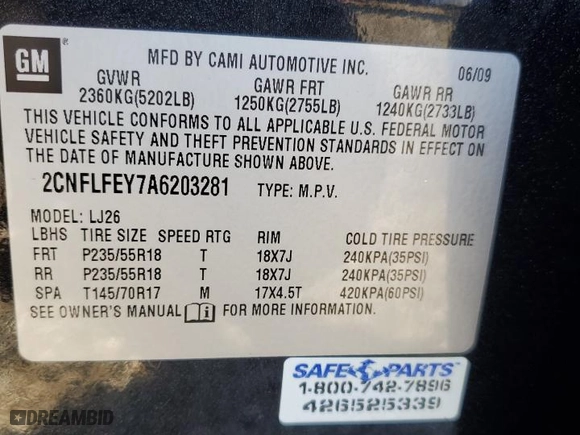 GM
MFD BY CAMI AUTOMOTIVE INC.
06/09
GVWR GAWR FRT GAWR RR
2360KG(5202LB) 1250KG(2755LB) 1240KG(2733LB)
THIS VEHICLE CONFORMS TO ALL APPLICABLE U.S. FEDERAL MOTOR
VEHICLE SAFETY AND THEFT PREVENTION STANDARDS IN EFFECT ON
THE DATE OF MANUFACTURE SHOWN ABOVE.
2CNFLFEY7A6203281 TYPE: M.P.V.
MODEL: LJ26
LBHS TIRE SIZE SPEED RTG RIM COLD TIRE PRESSURE
FRT P235/55R18 T 18X7J 240KPA(35PSI)
RR P235/55R18 T 18X7J 240KPA(35PSI)
SPA T145/70R17 M 17X4.5T 420KPA(60PSI)
SEE OWNER'S MANUAL FOR MORE INFORMATION.
SAFE PARTS
1-800-742-7896
426525339
DREAMBID